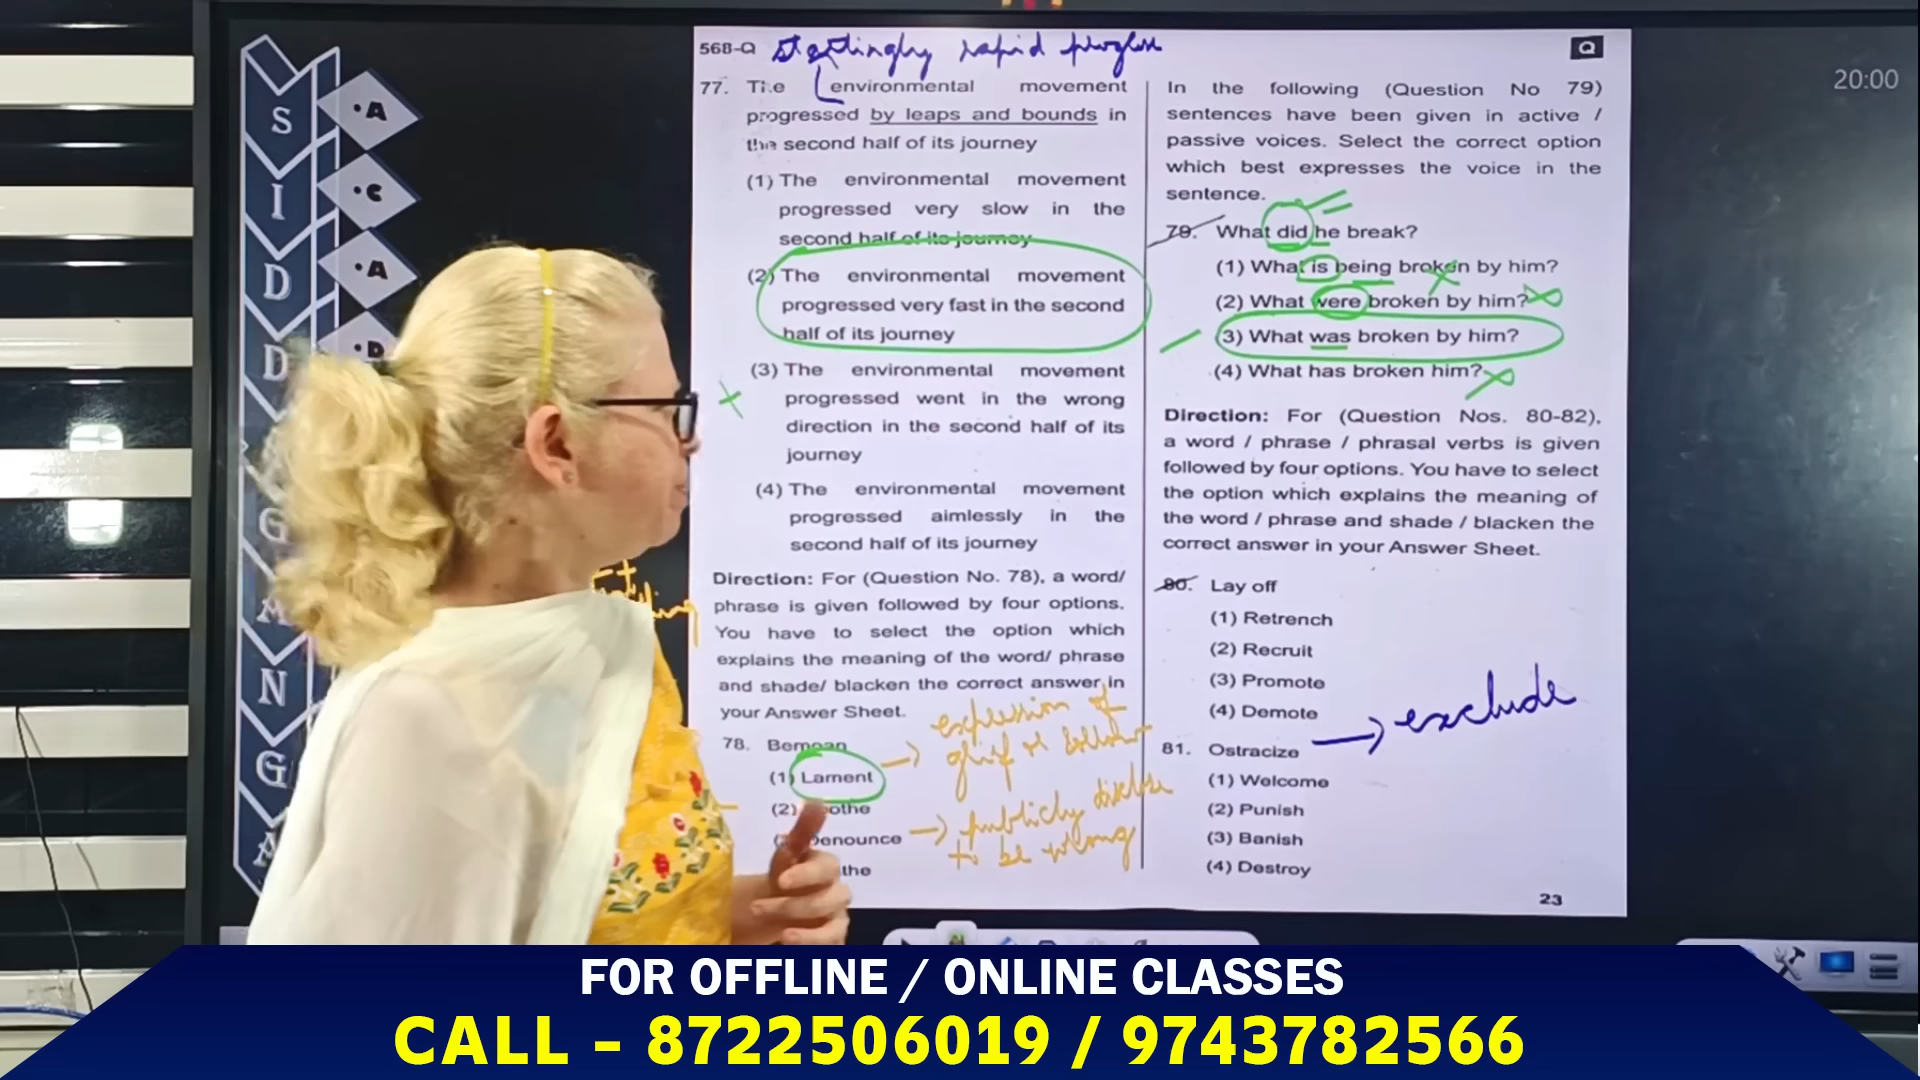 568-Q startlingly rapid progress
Q
20:00
77. The environmental movement
progressed by leaps and bounds in
the second half of its journey
(1) The environmental movement
progressed very slow in the
second half of its journey
(2) The environmental movement
progressed very fast in the second
half of its journey
(3) The environmental movement
progressed went in the wrong
direction in the second half of its
journey
(4) The environmental movement
progressed aimlessly in the
second half of its journey
Direction: For (Question No. 78), a word/
phrase is given followed by four options.
You have to select the option which
explains the meaning of the word/ phrase
and shade/ blacken the correct answer in
your Answer Sheet.
78. Bemoan
(1) Lament
expression of
grief or sorrow
(2)
Denounce
publicly declare
to be wrong
In the following (Question No 79)
sentences have been given in active /
passive voices. Select the correct option
which best expresses the voice in the
sentence.
79. What did he break?
(1) What is being broken by him?
(2) What were broken by him?
3) What was broken by him?
(4) What has broken him?
Direction: For (Question Nos. 80-82),
a word / phrase / phrasal verbs is given
followed by four options. You have to select
the option which explains the meaning of
the word / phrase and shade / blacken the
correct answer in your Answer Sheet.
80. Lay off
(1) Retrench
(2) Recruit
(3) Promote
(4) Demote
81. Ostracize → exclude
(1) Welcome
(2) Punish
(3) Banish
(4) Destroy
23
S
I
D
D
G
M
N
G
A
•A
•C
•A
•D
FOR OFFLINE / ONLINE CLASSES
CALL – 8722506019 / 9743782566